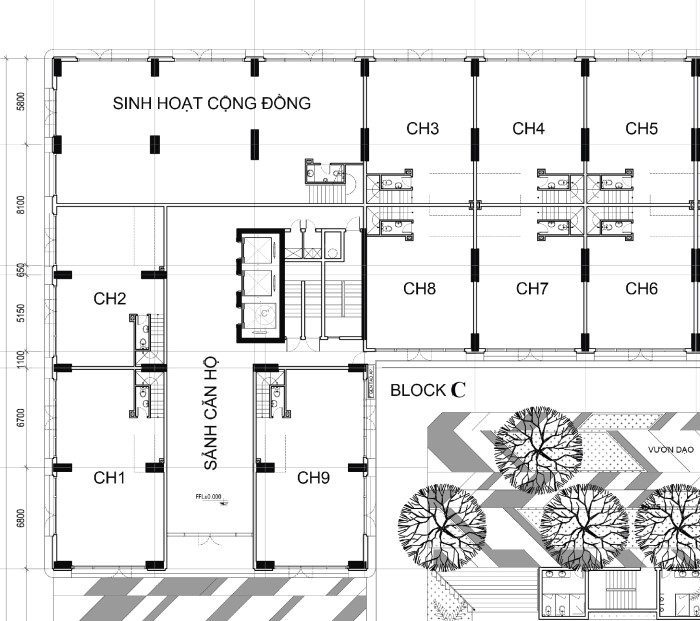 SINH HOẠT CỘNG ĐỒNG
CH3
CH4
CH5
5800
8100
650
5150
1100
6700
6800
CH2
CH8
CH7
CH6
C
SẢNH CĂN HỘ
BLOCK C
VƯỜN DẠO
CH1
CH9
FFL±0.000